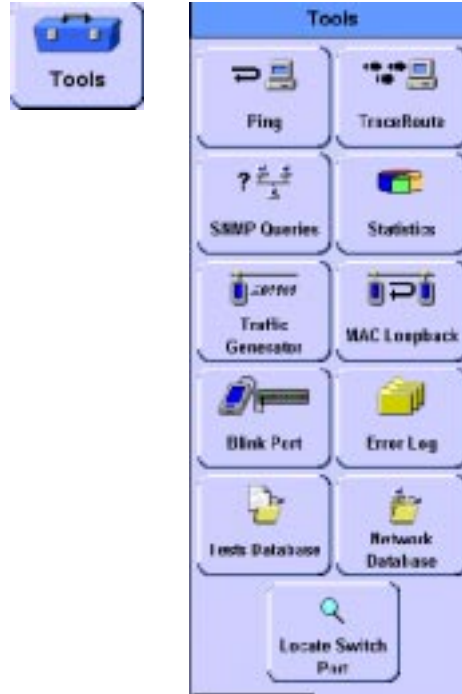 Tools
Tools
Ping
TraceRoute
SNMP Queries
Statistics
Traffic
Generator
MAC Loopback
Blink Port
Error Log
Tests Database
Network
Database
Locate Switch
Port